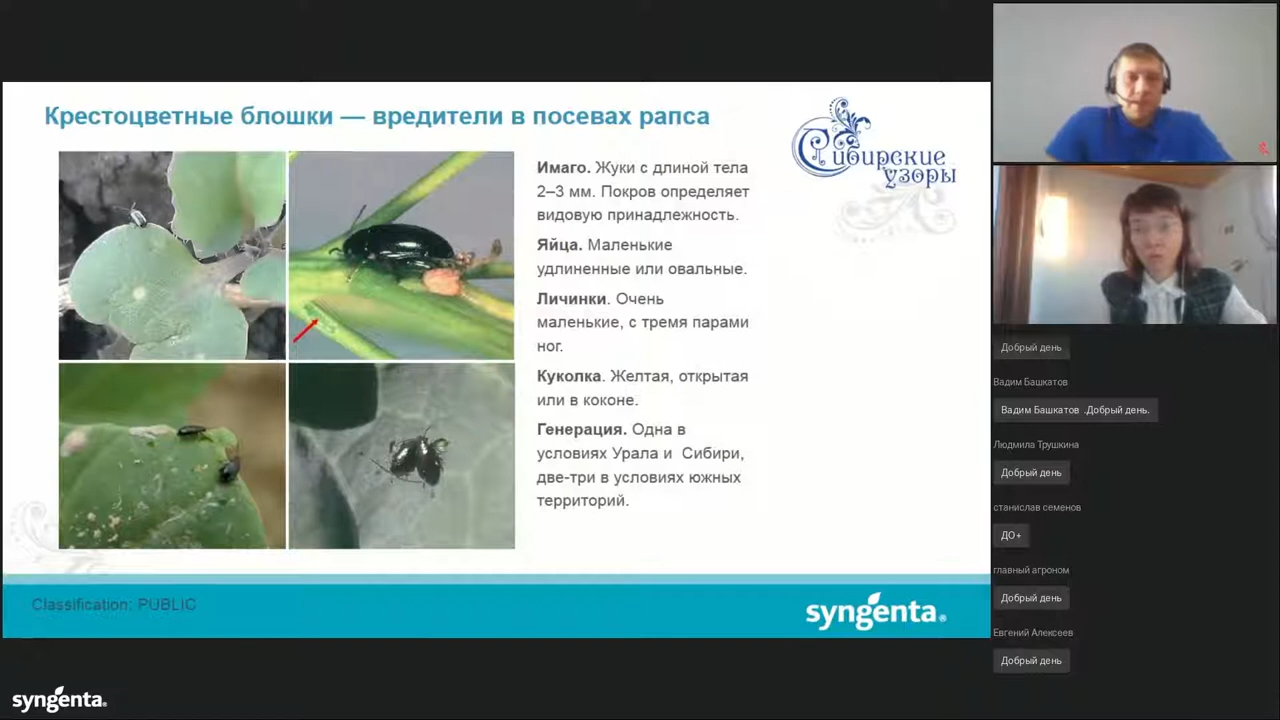 Крестоцветные блошки — вредители в посевах рапса
Сибирские
узоры
Имаго. Жуки с длиной тела
2–3 мм. Покров определяет
видовую принадлежность.
Яйца. Маленькие
удлиненные или овальные.
Личинки. Очень
маленькие, с тремя парами
ног.
Куколка. Желтая, открытая
или в коконе.
Генерация. Одна в
условиях Урала и Сибири,
две-три в условиях южных
территорий.
Classification: PUBLIC
syngenta®
syngenta®
Добрый день
Вадим Башкатов
Вадим Башкатов .Добрый день.
Людмила Трушкина
Добрый день
станислав семенов
ДО+
главный агроном
Добрый день
Евгений Алексеев
Добрый день